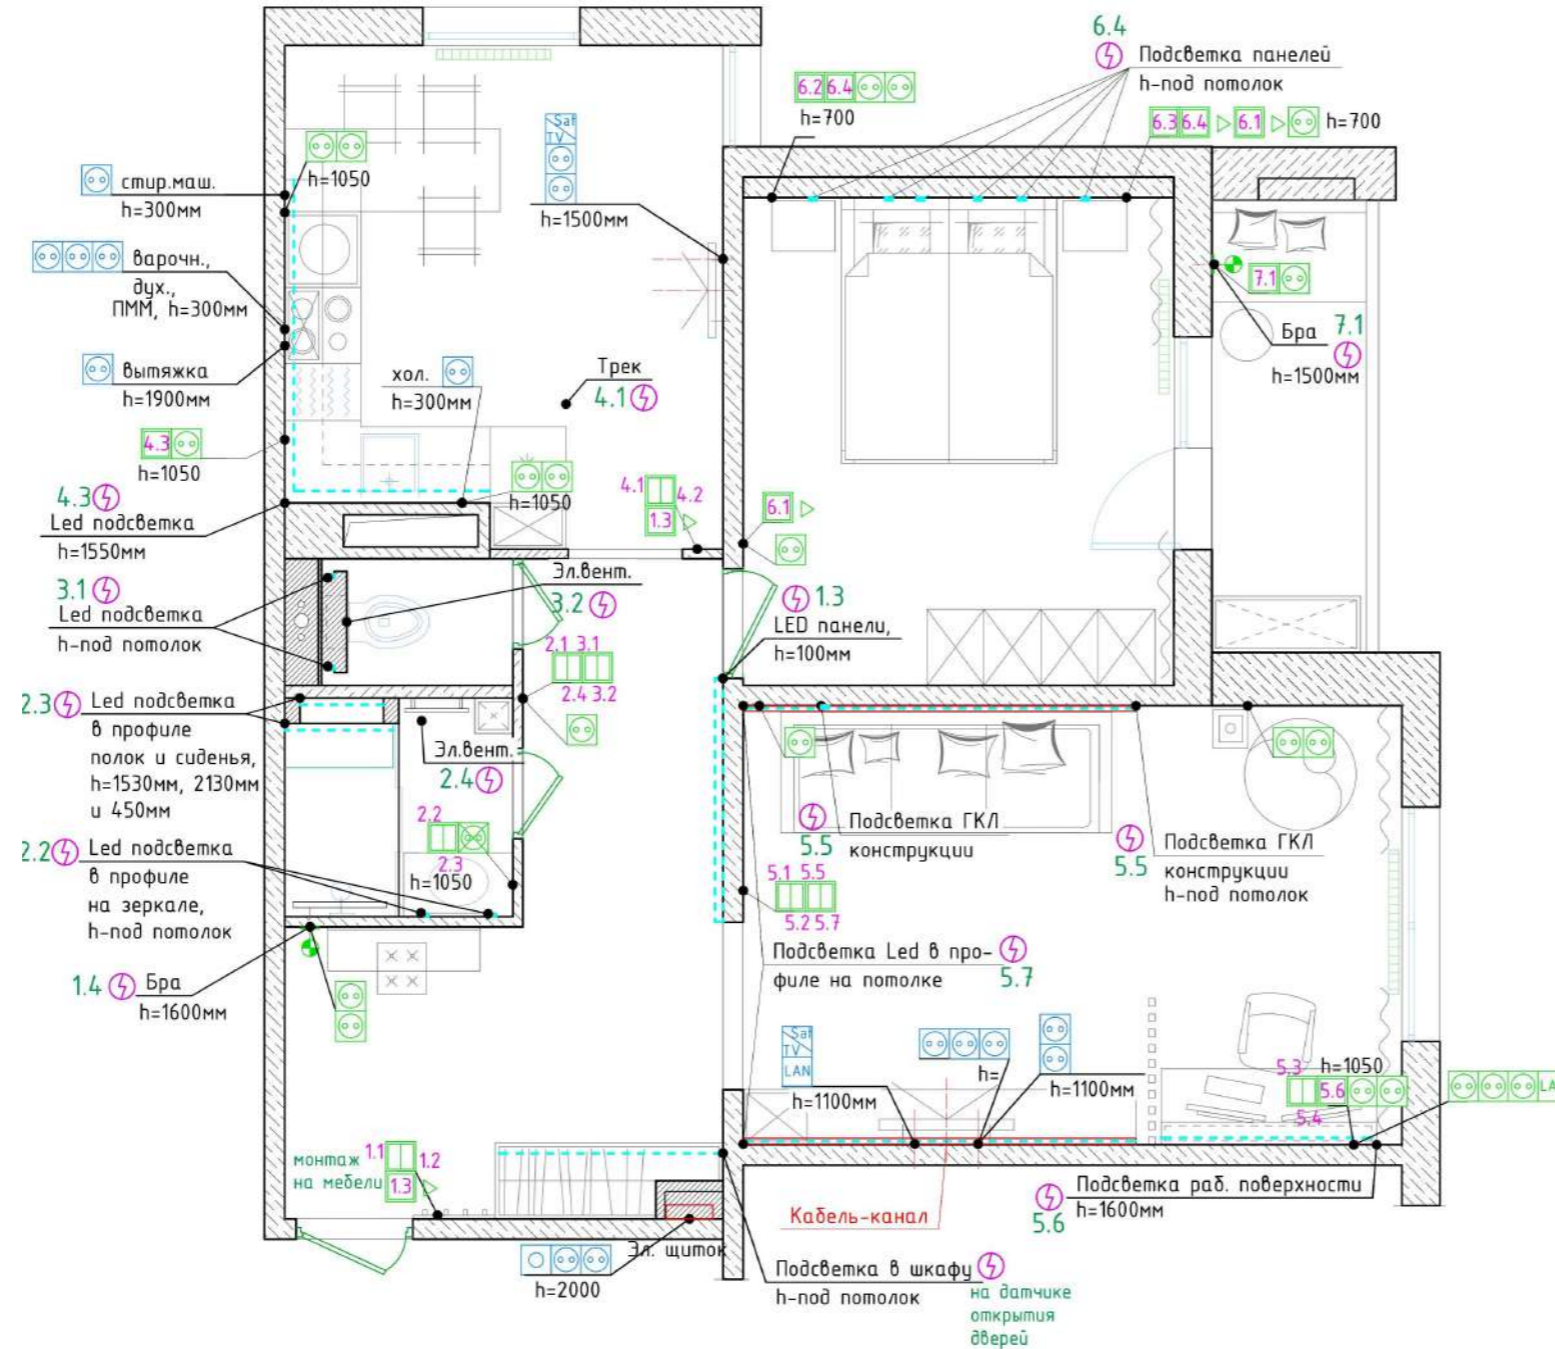 6.4
Подсветка панелей
h-под потолок
6.2 6.4
h=700
6.3 6.4 6.1 h=700
Sat
TV
h=1500мм
h=1050
стир.маш.
h=300мм
варочн.,
дух.,
ПММ, h=300мм
вытяжка
h=1900мм
хол.
h=300мм
Трек
4.1
7.1
Бра 7.1
h=1500мм
4.3
h=1050
h=1050
4.1 4.2
1.3
6.1
4.3
Led подсветка
h=1550мм
3.1
Led подсветка
h-под потолок
Эл.вент.
3.2
1.3
LED панели,
h=100мм
2.1 3.1
2.4 3.2
2.3 Led подсветка
в профиле
полок и сиденья,
h=1530мм, 2130мм
и 450мм
Эл.вент.
2.4
2.2
2.3
h=1050
2.2 Led подсветка
в профиле
на зеркале,
h-под потолок
1.4 Бра
h=1600мм
5.5
Подсветка ГКЛ
конструкции
5.5
Подсветка ГКЛ
конструкции
h-под потолок
5.1 5.5
5.2 5.7
Подсветка Led в про-
филе на потолке
5.7
Sat
TV
LAN
h=1100мм
h=
h=1100мм
5.3 h=1050
5.6
5.4
LA
монтаж
на мебели
1.1 1.2
1.3
Кабель-канал
5.6
Подсветка раб. поверхности
h=1600мм
Эл. щиток
h=2000
Подсветка в шкафу
h-под потолок
на датчике
открытия
дверей